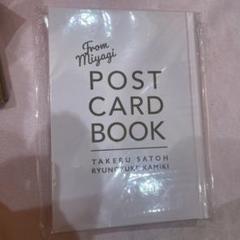 From
Miyagi
POST
CARD
BOOK
TAKERU SATOH
RYUNOSUKE KAMIKI